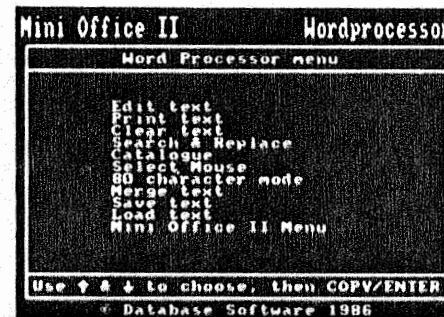 Mini Office II Wordprocessor
Word Processor menu
Edit text
Print text
Clear text
Search & Replace
Catalogue
Select Mouse
80 character mode
Merge text
Save text
Load text
Mini Office II Menu
Use ↑ & ↓ to choose, then COPY/ENTER
© Database Software 1986